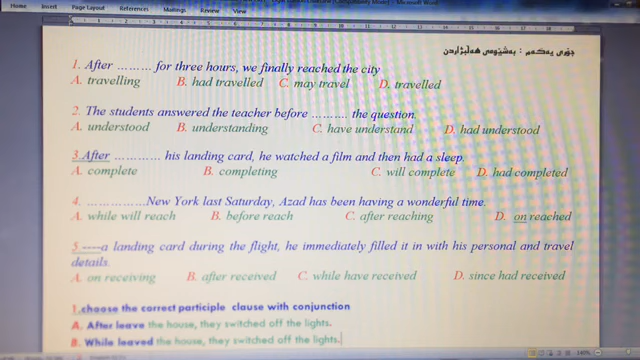 Home Insert Page Layout References Mailings Review View
جۆری یەکەم : بەشێوەی هەڵبژاردن
1. After ……… for three hours, we finally reached the city
A. travelling B. had travelled C. may travel D. travelled
2. The students answered the teacher before ………. the question.
A. understood B. understanding C. have understand D. had understood
3.After ………… his landing card, he watched a film and then had a sleep.
A. complete B. completing C. will complete D. had completed
4. ……………New York last Saturday, Azad has been having a wonderful time.
A. while will reach B. before reach C. after reaching D. on reached
5.----a landing card during the flight, he immediately filled it in with his personal and travel
details.
A. on receiving B. after received C. while have received D. since had received
1.choose the correct participle clause with conjunction
A. After leave the house, they switched off the lights.
B. While leaved the house, they switched off the lights.
140%